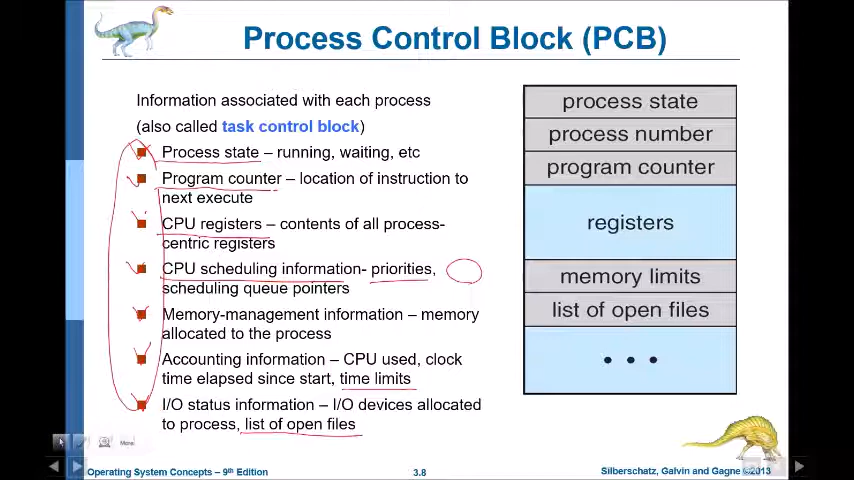 Process Control Block (PCB)
Information associated with each process
(also called task control block)
Process state – running, waiting, etc
Program counter – location of instruction to
next execute
CPU registers – contents of all process-
centric registers
CPU scheduling information- priorities,
scheduling queue pointers
Memory-management information – memory
allocated to the process
Accounting information – CPU used, clock
time elapsed since start, time limits
I/O status information – I/O devices allocated
to process, list of open files
process state
process number
program counter
registers
memory limits
list of open files
• • •
More
Operating System Concepts – 9th Edition
3.8
Silberschatz, Galvin and Gagne ©2013